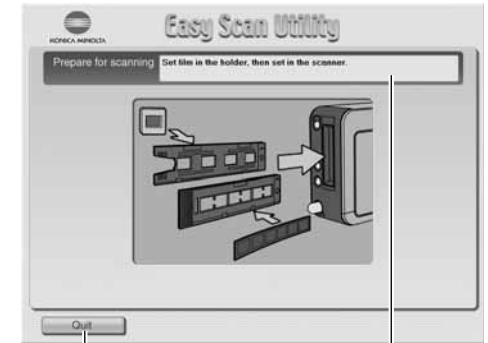 KONICA MINOLTA
Easy Scan Utility
Prepare for scanning
Set film in the holder, then set in the scanner.
Quit